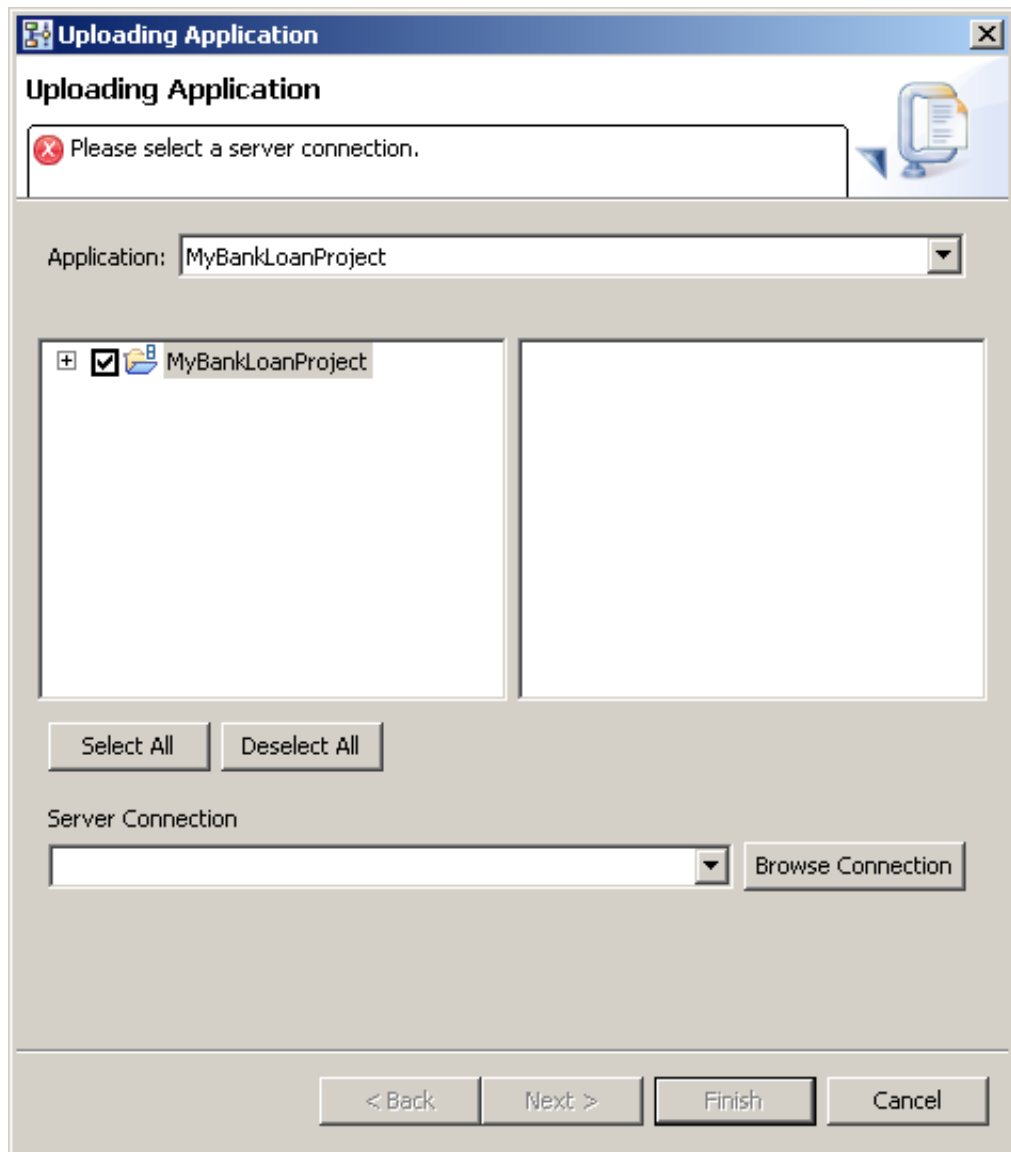 Uploading Application
Uploading Application
Please select a server connection.
Application: MyBankLoanProject
MyBankLoanProject
Select All Deselect All
Server Connection
Browse Connection
< Back Next > Finish Cancel